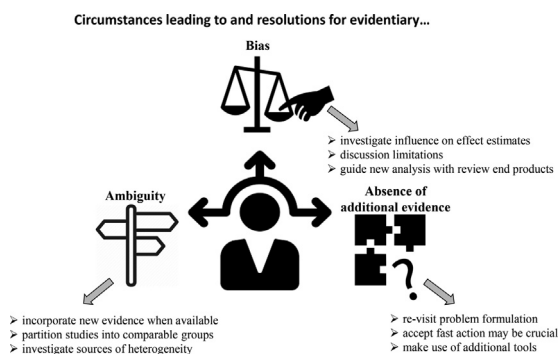 Circumstances leading to and resolutions for evidentiary…
Bias
➢ investigate influence on effect estimates
➢ discussion limitations
➢ guide new analysis with review end products
Ambiguity
Absence of
additional evidence
?
➢ incorporate new evidence when available
➢ partition studies into comparable groups
➢ investigate sources of heterogeneity
➢ re-visit problem formulation
➢ accept fast action may be crucial
➢ make use of additional tools